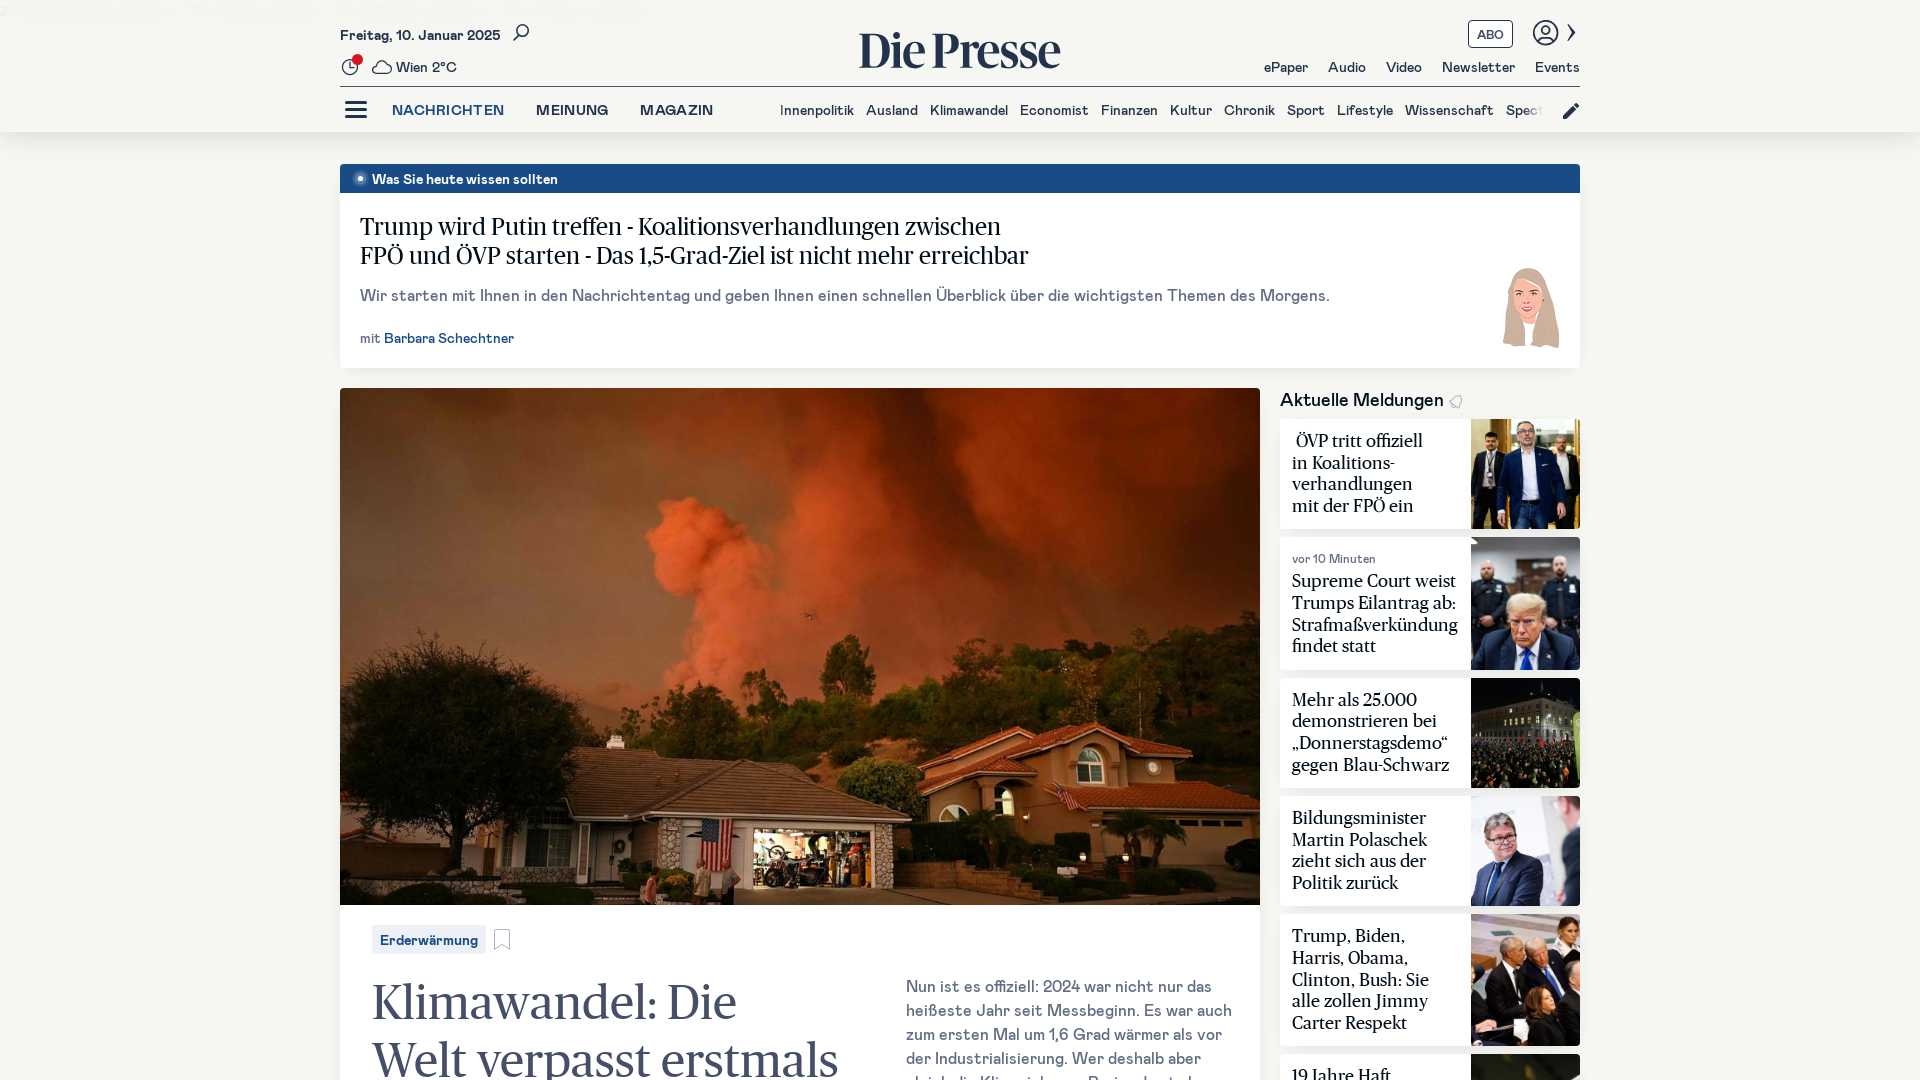 Freitag, 10. Januar 2025
Wien 2°C
Die Presse
ABO
ePaper Audio Video Newsletter Events
NACHRICHTEN MEINUNG MAGAZIN
Innenpolitik Ausland Klimawandel Economist Finanzen Kultur Chronik Sport Lifestyle Wissenschaft Spect
Was Sie heute wissen sollten
Trump wird Putin treffen - Koalitionsverhandlungen zwischen
FPÖ und ÖVP starten - Das 1,5-Grad-Ziel ist nicht mehr erreichbar
Wir starten mit Ihnen in den Nachrichtentag und geben Ihnen einen schnellen Überblick über die wichtigsten Themen des Morgens.
mit Barbara Schechtner
Erderwärmung
Klimawandel: Die
Welt verpasst erstmals
Nun ist es offiziell: 2024 war nicht nur das
heißeste Jahr seit Messbeginn. Es war auch
zum ersten Mal um 1,6 Grad wärmer als vor
der Industrialisierung. Wer deshalb aber
Aktuelle Meldungen
ÖVP tritt offiziell
in Koalitions-
verhandlungen
mit der FPÖ ein
vor 10 Minuten
Supreme Court weist
Trumps Eilantrag ab:
Strafmaßverkündung
findet statt
Mehr als 25.000
demonstrieren bei
„Donnerstagsdemo“
gegen Blau-Schwarz
Bildungsminister
Martin Polaschek
zieht sich aus der
Politik zurück
Trump, Biden,
Harris, Obama,
Clinton, Bush: Sie
alle zollen Jimmy
Carter Respekt
19 Jahre Haft